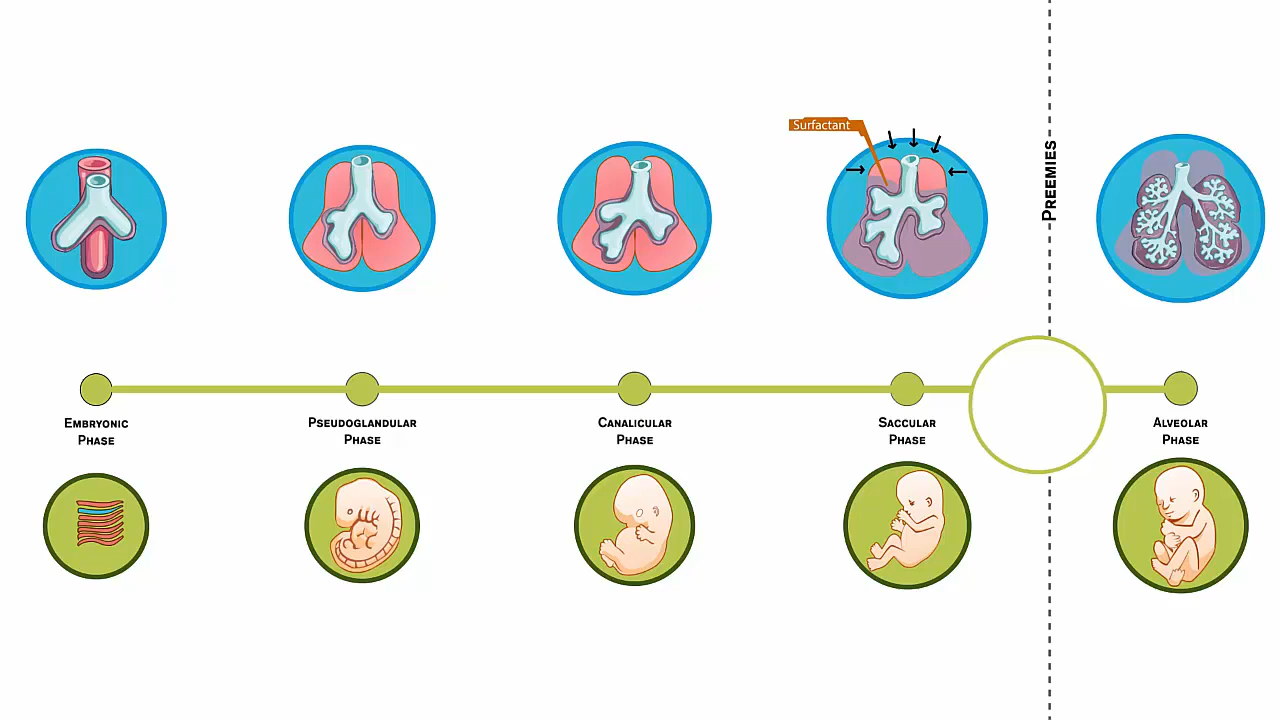 Surfactant
PREEMIES
EMBRYONIC
PHASE
PSEUDOGLANDULAR
PHASE
CANALICULAR
PHASE
SACCULAR
PHASE
ALVEOLAR
PHASE